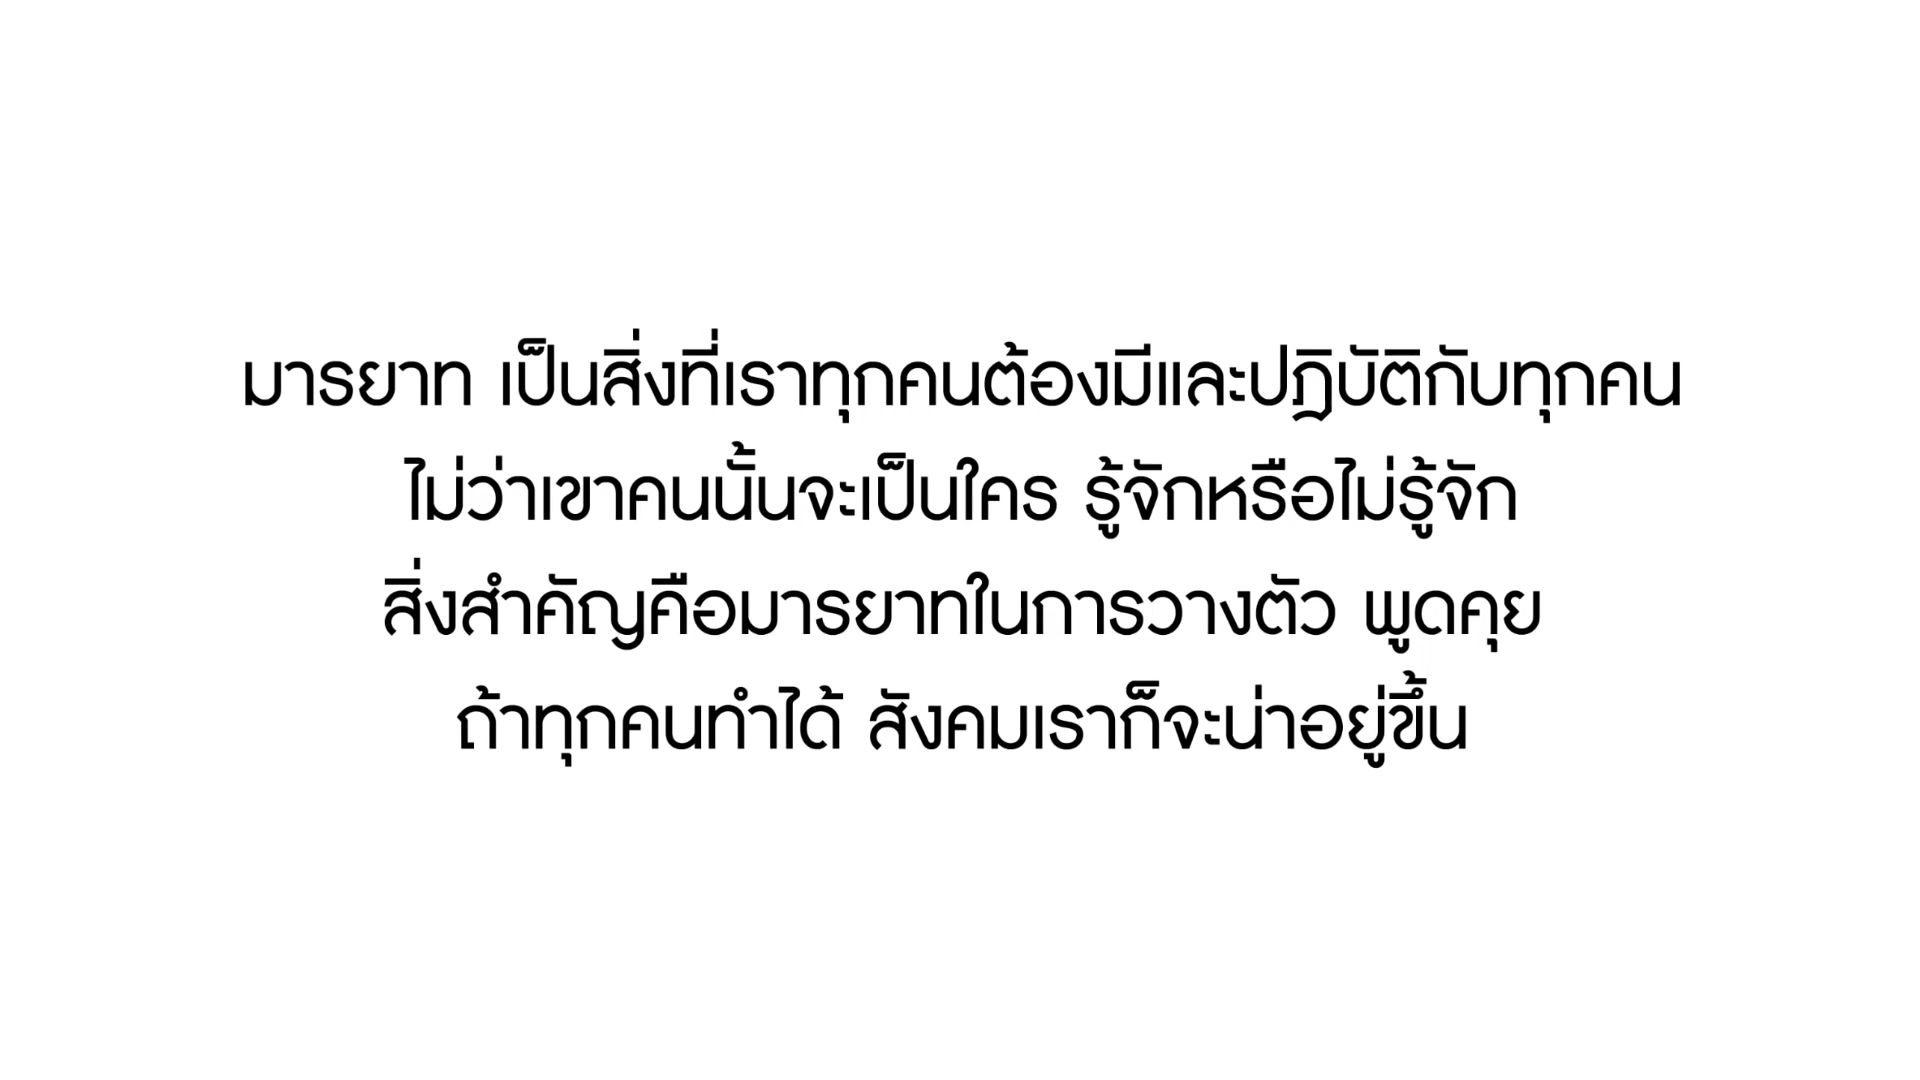 มารยาท เป็นสิ่งที่เราทุกคนต้องมีและปฏิบัติกับทุกคน
ไม่ว่าเขาคนนั้นจะเป็นใคร รู้จักหรือไม่รู้จัก
สิ่งสำคัญคือมารยาทในการวางตัว พูดคุย
ถ้าทุกคนทำได้ สังคมเราก็จะน่าอยู่ขึ้น